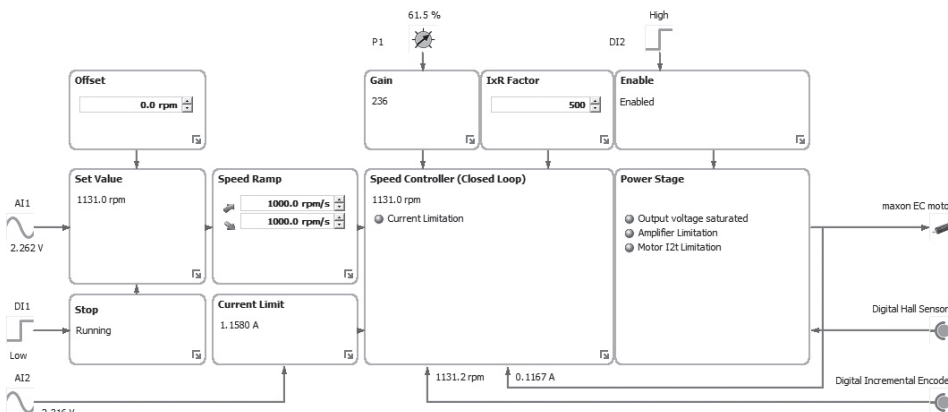 61.5 %
P1
High
DI2
Offset
0.0 rpm
Gain
236
IxR Factor
500
Enable
Enabled
AI1
2.262 V
Set Value
1131.0 rpm
Speed Ramp
1000.0 rpm/s
1000.0 rpm/s
Speed Controller (Closed Loop)
1131.0 rpm
Current Limitation
Power Stage
Output voltage saturated
Amplifier Limitation
Motor I2t Limitation
maxon EC moto
DI1
Low
Stop
Running
Current Limit
1.1580 A
Digital Hall Sensor
AI2
2.316 V
1131.2 rpm
0.1167 A
Digital Incremental Encode